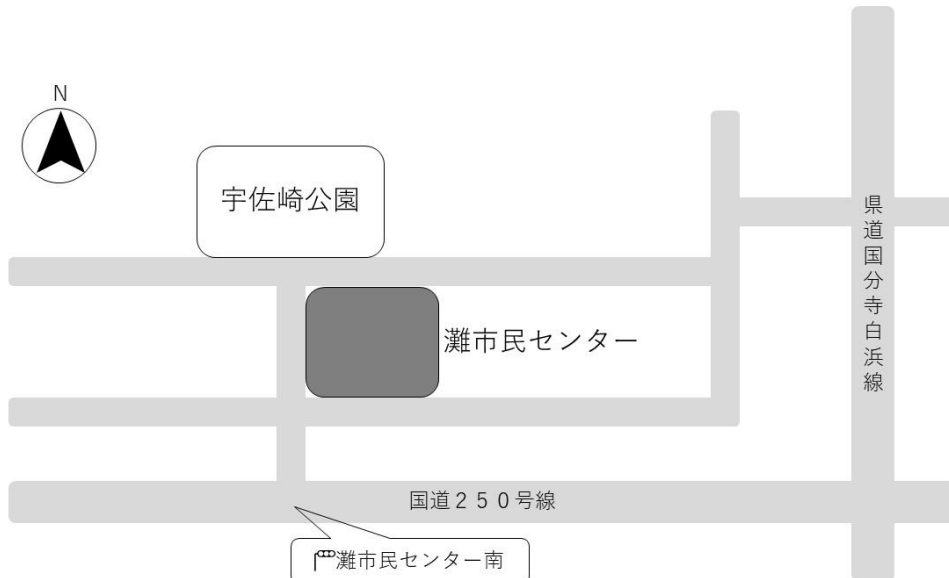 N
宇佐崎公園
県道国分寺白浜線
灘市民センター
国道２５０号線
灘市民センター南